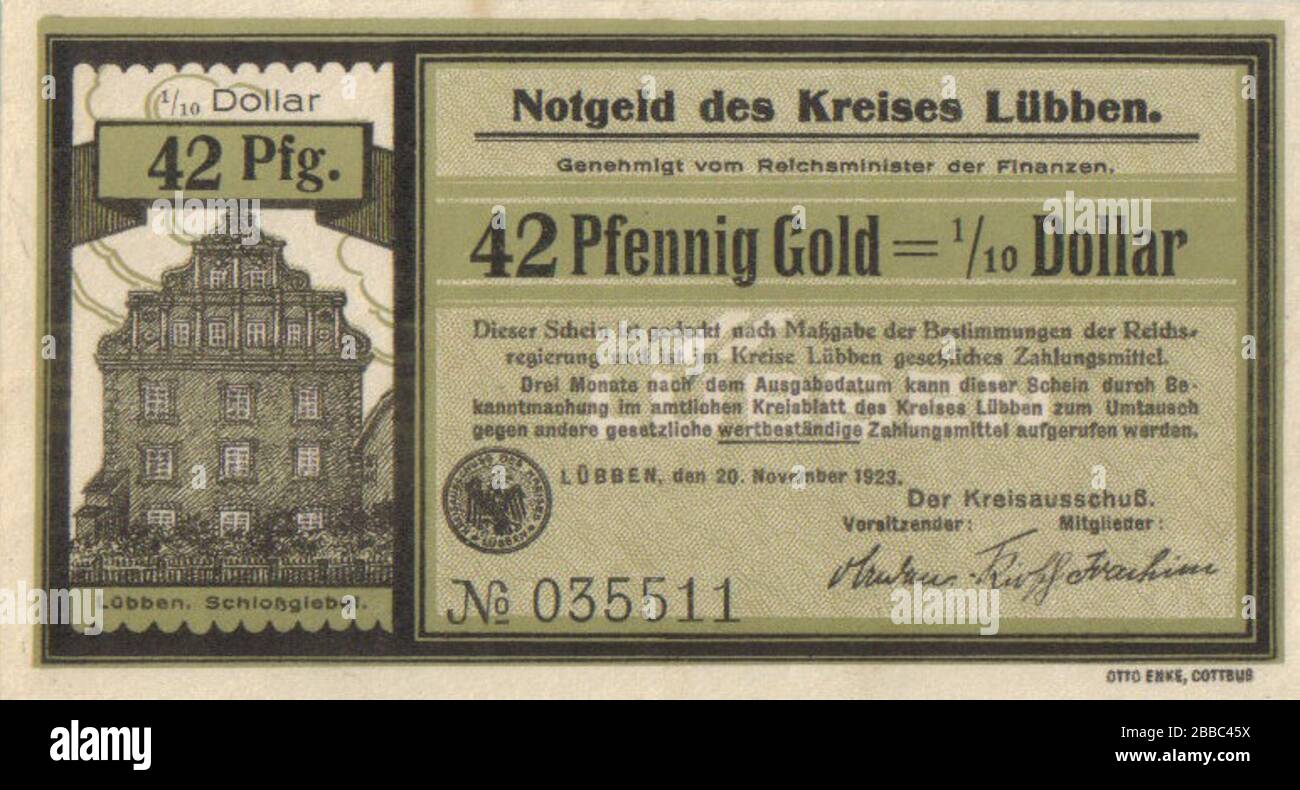 1/10 Dollar
42 Pfg.
Lübben. Schloßgiebel.
Notgeld des Kreises Lübben.
Genehmigt vom Reichsminister der Finanzen.
42 Pfennig Gold = 1/10 Dollar
Dieser Schein ist gedeckt nach Maßgabe der Bestimmungen der Reichs-
regierung und ist im Kreise Lübben gesetzliches Zahlungsmittel.
Drei Monate nach dem Ausgabedatum kann dieser Schein durch Be-
kanntmachung im amtlichen Kreisblatt des Kreises Lübben zum Umtausch
gegen andere gesetzliche wertbeständige Zahlungsmittel aufgerufen werden.
LÜBBEN, den 20. November 1923.
Der Kreisausschuß.
Vorsitzender: Mitglieder:
№ 035511
OTTO ENKE, COTTBUS
alamy
a
alamy
Image ID: 2BBC45X
www.alamy.com